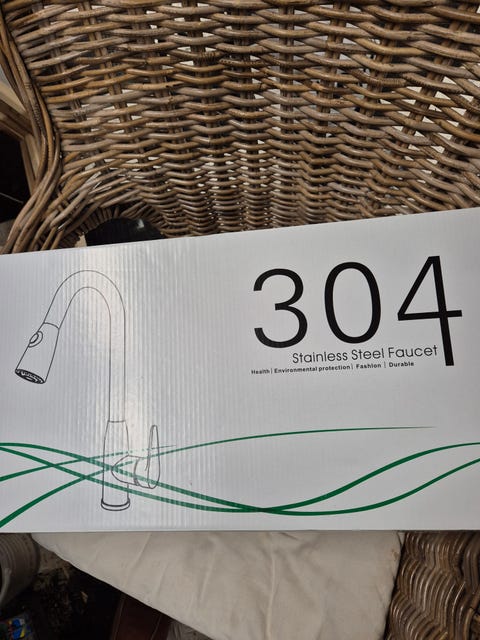 304
Stainless Steel Faucet
Health | Environmental protection | Fashion | Durable